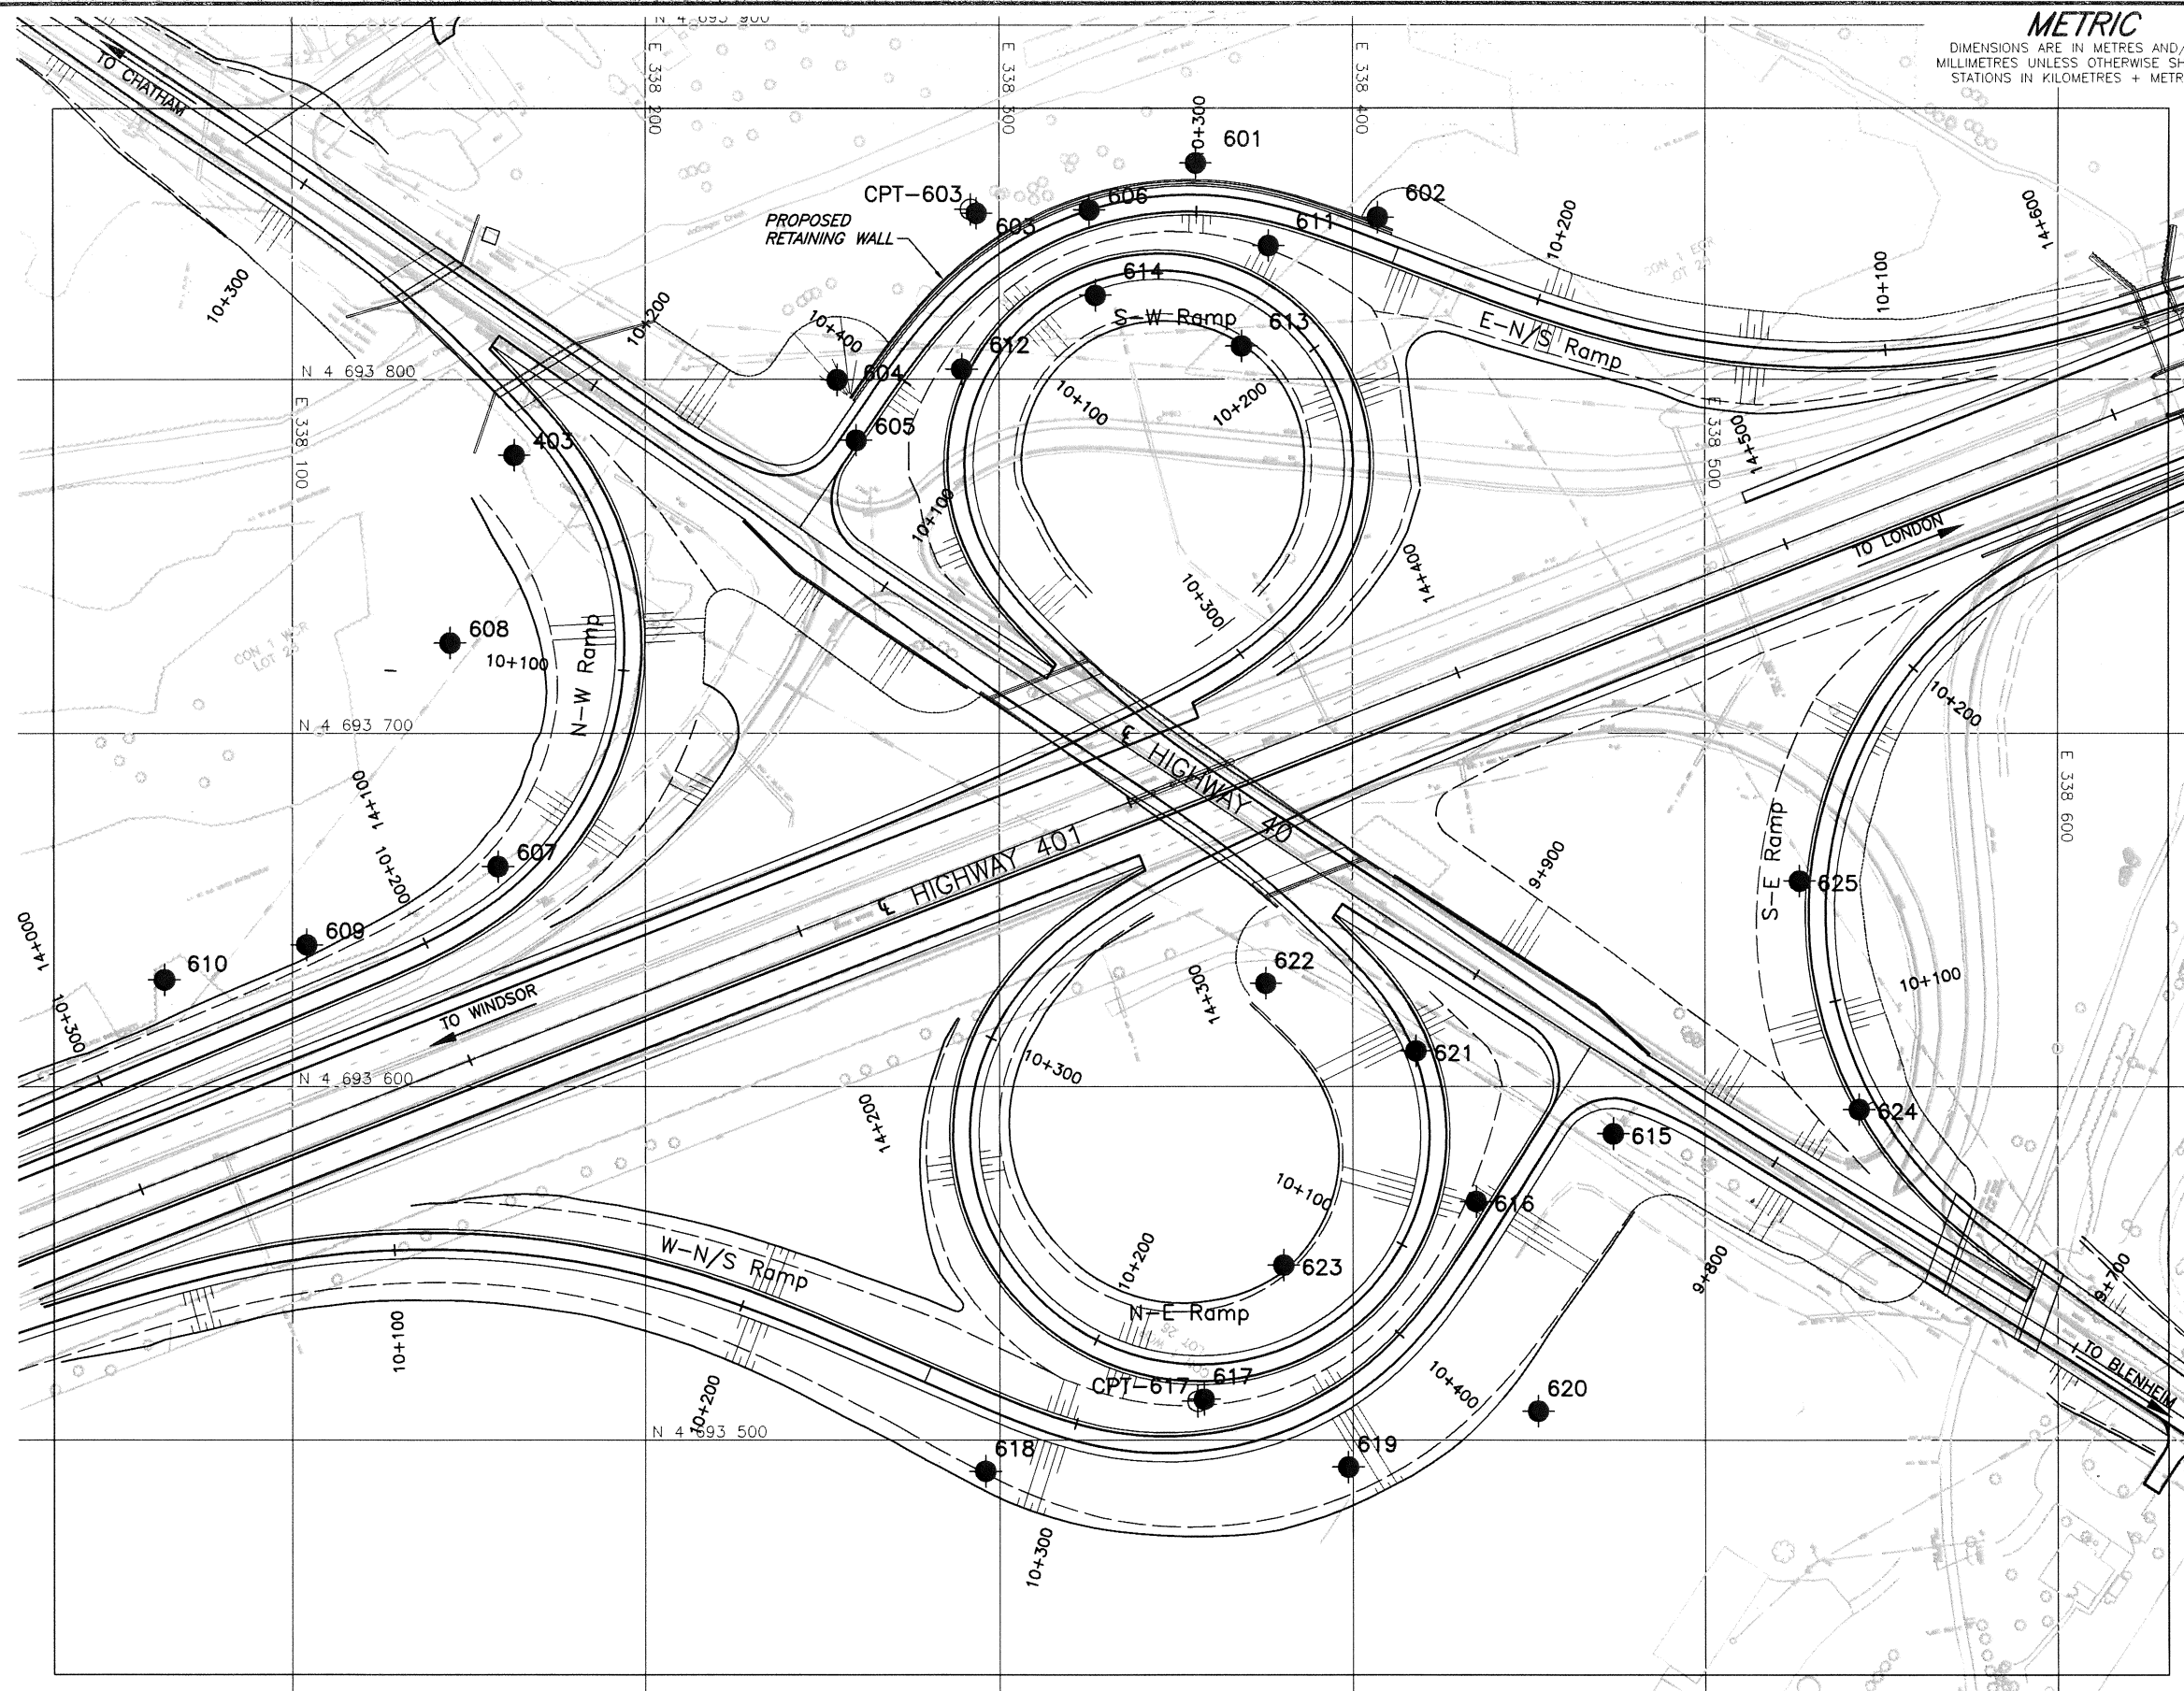 N 4 693 900
METRIC
DIMENSIONS ARE IN METRES AND/
MILLIMETRES UNLESS OTHERWISE SH
STATIONS IN KILOMETRES + METR
TO CHATHAM
E 338 200
E 338 300
E 338 400
10+300
601
CPT-603
603
606
602
611
PROPOSED
RETAINING WALL
10+200
14+600
10+100
CON 1 EGR
10+300
10+200
614
S-W Ramp
613
10+400
612
E-N/S Ramp
N 4 693 800
604
10+100
10+200
E 338 100
403
605
E 338 500
14+500
10+100
TO LONDON
14+400
10+300
608
10+100
N-W Ramp
10+200
N 4 693 700
℄ HIGHWAY 40
E 338 600
14+100
10+200
607
℄ HIGHWAY 401
9+900
S-E Ramp
625
14+000
609
610
10+300
TO WINDSOR
622
14+300
10+100
621
10+300
N 4 693 600
14+200
624
615
10+100
616
W-N/S Ramp
10+200
623
9+800
9+700
N-E Ramp
10+100
TO BLENHEIM
10+200
CPT-617
617
10+400
620
N 4 693 500
618
619
10+300